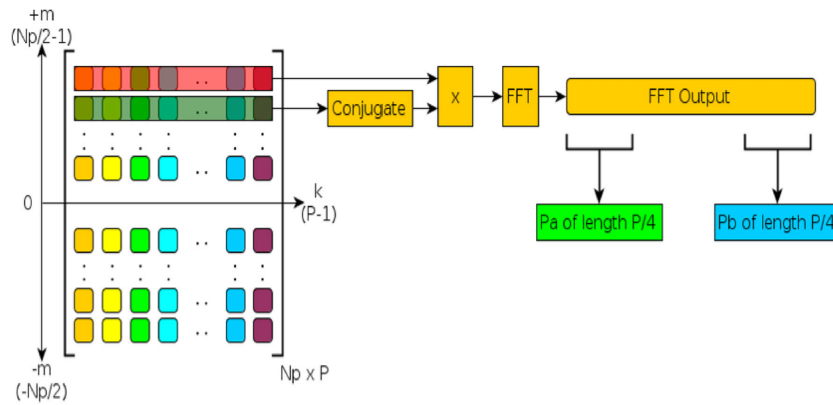 +m
(Np/2-1)
Conjugate
x
FFT
FFT Output
0
k
(P-1)
Pa of length P/4
Pb of length P/4
-m
(-Np/2)
Np x P